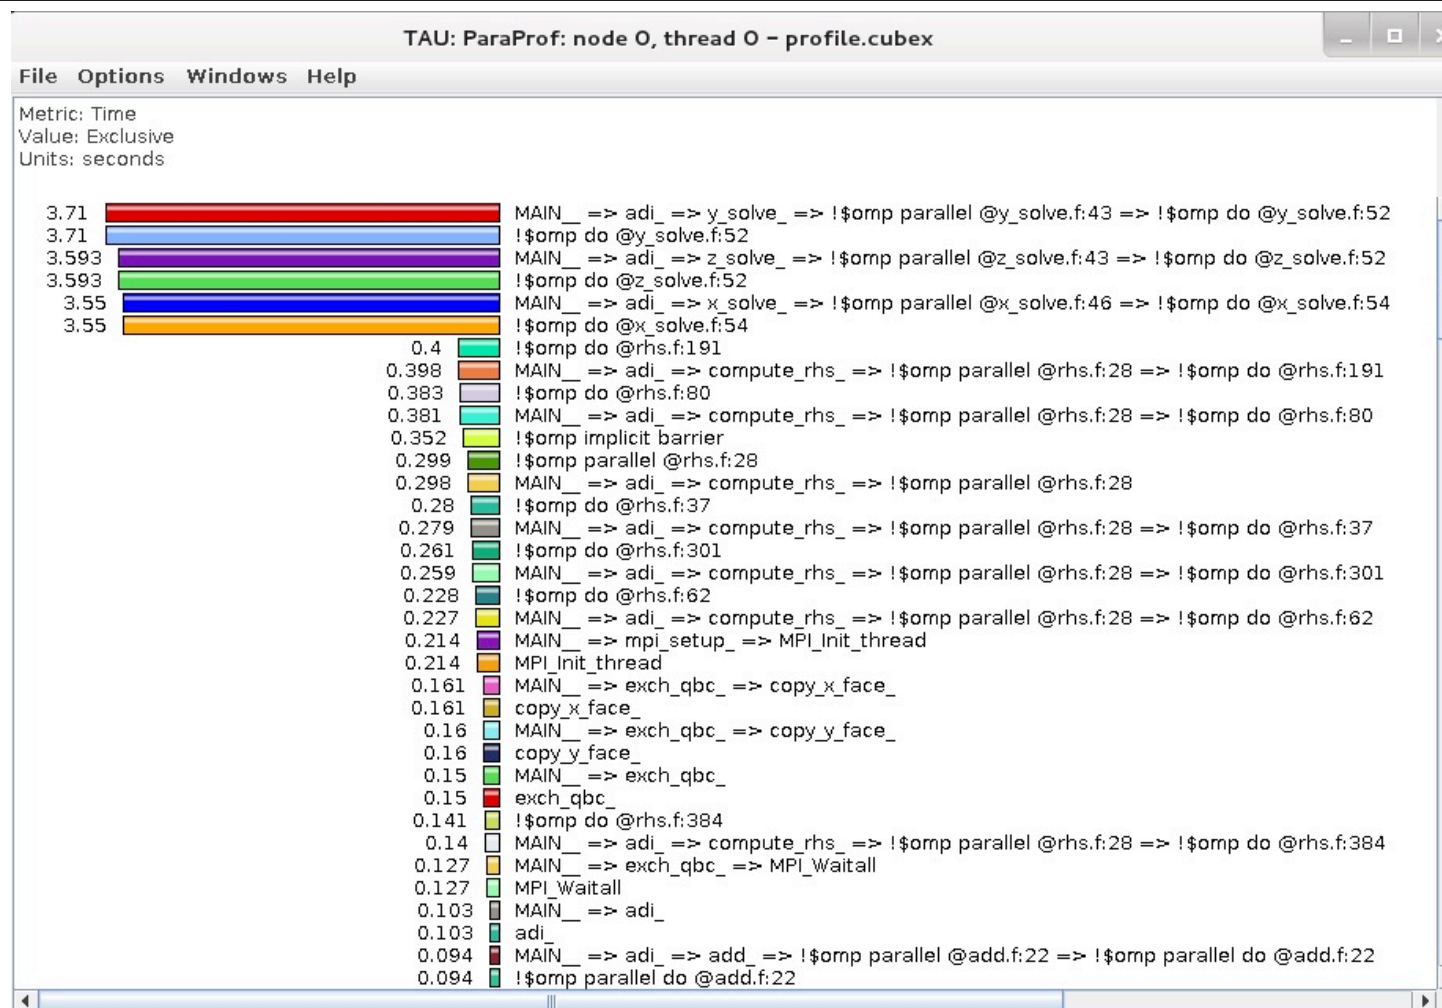 TAU: ParaProf: node 0, thread 0 – profile.cubex
File Options Windows Help
Metric: Time
Value: Exclusive
Units: seconds
3.71 MAIN__ => adi_ => y_solve_ => !$omp parallel @y_solve.f:43 => !$omp do @y_solve.f:52
3.71 !$omp do @y_solve.f:52
3.593 MAIN__ => adi_ => z_solve_ => !$omp parallel @z_solve.f:43 => !$omp do @z_solve.f:52
3.593 !$omp do @z_solve.f:52
3.55 MAIN__ => adi_ => x_solve_ => !$omp parallel @x_solve.f:46 => !$omp do @x_solve.f:54
3.55 !$omp do @x_solve.f:54
0.4 !$omp do @rhs.f:191
0.398 MAIN__ => adi_ => compute_rhs_ => !$omp parallel @rhs.f:28 => !$omp do @rhs.f:191
0.383 !$omp do @rhs.f:80
0.381 MAIN__ => adi_ => compute_rhs_ => !$omp parallel @rhs.f:28 => !$omp do @rhs.f:80
0.352 !$omp implicit barrier
0.299 !$omp parallel @rhs.f:28
0.298 MAIN__ => adi_ => compute_rhs_ => !$omp parallel @rhs.f:28
0.28 !$omp do @rhs.f:37
0.279 MAIN__ => adi_ => compute_rhs_ => !$omp parallel @rhs.f:28 => !$omp do @rhs.f:37
0.261 !$omp do @rhs.f:301
0.259 MAIN__ => adi_ => compute_rhs_ => !$omp parallel @rhs.f:28 => !$omp do @rhs.f:301
0.228 !$omp do @rhs.f:62
0.227 MAIN__ => adi_ => compute_rhs_ => !$omp parallel @rhs.f:28 => !$omp do @rhs.f:62
0.214 MAIN__ => mpi_setup_ => MPI_Init_thread
0.214 MPI_Init_thread
0.161 MAIN__ => exch_qbc_ => copy_x_face_
0.161 copy_x_face_
0.16 MAIN__ => exch_qbc_ => copy_y_face_
0.16 copy_y_face_
0.15 MAIN__ => exch_qbc_
0.15 exch_qbc_
0.141 !$omp do @rhs.f:384
0.14 MAIN__ => adi_ => compute_rhs_ => !$omp parallel @rhs.f:28 => !$omp do @rhs.f:384
0.127 MAIN__ => exch_qbc_ => MPI_Waitall
0.127 MPI_Waitall
0.103 MAIN__ => adi_
0.103 adi_
0.094 MAIN__ => adi_ => add_ => !$omp parallel @add.f:22 => !$omp parallel do @add.f:22
0.094 !$omp parallel do @add.f:22